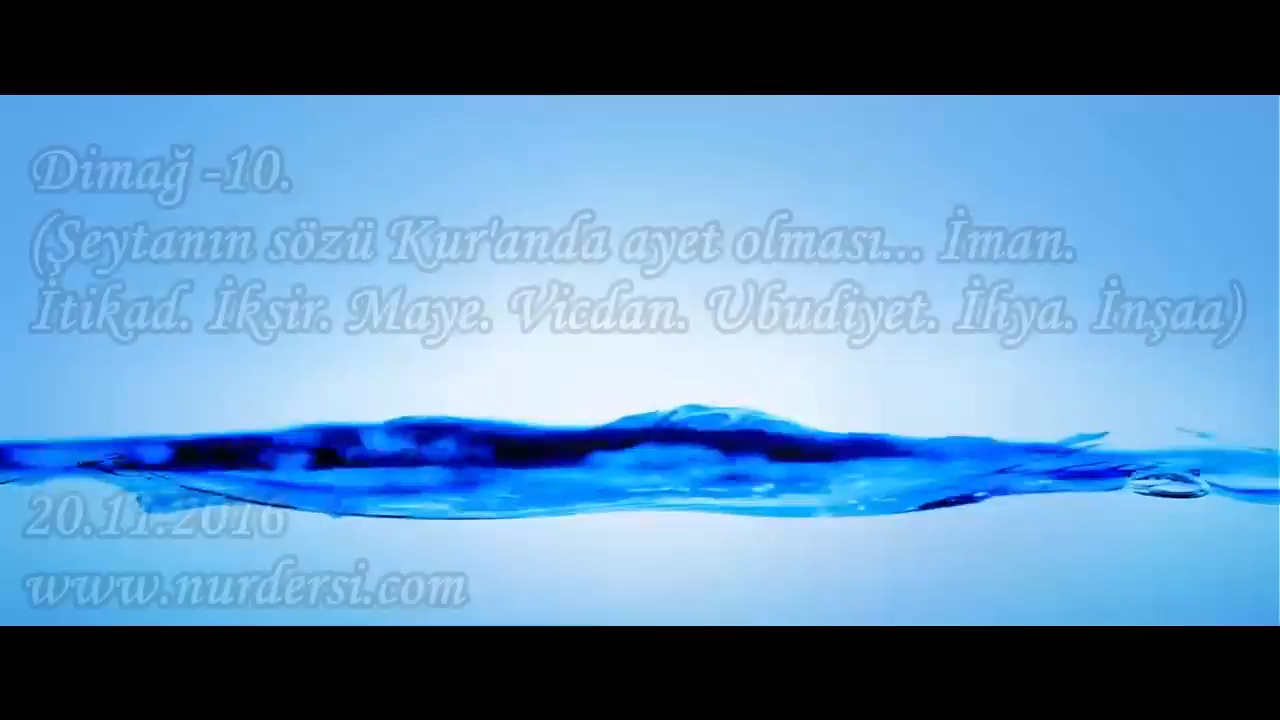 Dimağ -10.
(Şeytanın sözü Kur'anda ayet olması... İman.
İtikad. İkşir. Maye. Vicdan. Ubudiyet. İhya. İnşaa)
20.11.2016
www.nurdersi.com